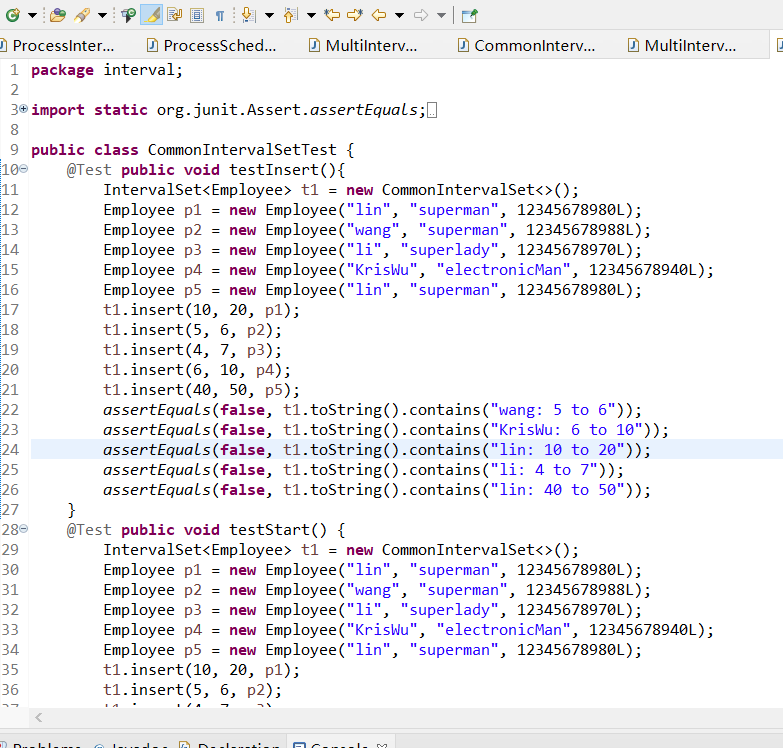 ProcessInter...
ProcessSched...
MultiInterv...
CommonInterv...
MultiInterv...
1 package interval;
2
3 import static org.junit.Assert.assertEquals;
8
9 public class CommonIntervalSetTest {
10 @Test public void testInsert(){
11 IntervalSet<Employee> t1 = new CommonIntervalSet<>();
12 Employee p1 = new Employee("lin", "superman", 12345678980L);
13 Employee p2 = new Employee("wang", "superman", 12345678988L);
14 Employee p3 = new Employee("li", "superlady", 12345678970L);
15 Employee p4 = new Employee("KrisWu", "electronicMan", 12345678940L);
16 Employee p5 = new Employee("lin", "superman", 12345678980L);
17 t1.insert(10, 20, p1);
18 t1.insert(5, 6, p2);
19 t1.insert(4, 7, p3);
20 t1.insert(6, 10, p4);
21 t1.insert(40, 50, p5);
22 assertEquals(false, t1.toString().contains("wang: 5 to 6"));
23 assertEquals(false, t1.toString().contains("KrisWu: 6 to 10"));
24 assertEquals(false, t1.toString().contains("lin: 10 to 20"));
25 assertEquals(false, t1.toString().contains("li: 4 to 7"));
26 assertEquals(false, t1.toString().contains("lin: 40 to 50"));
27 }
28 @Test public void testStart() {
29 IntervalSet<Employee> t1 = new CommonIntervalSet<>();
30 Employee p1 = new Employee("lin", "superman", 12345678980L);
31 Employee p2 = new Employee("wang", "superman", 12345678988L);
32 Employee p3 = new Employee("li", "superlady", 12345678970L);
33 Employee p4 = new Employee("KrisWu", "electronicMan", 12345678940L);
34 Employee p5 = new Employee("lin", "superman", 12345678980L);
35 t1.insert(10, 20, p1);
36 t1.insert(5, 6, p2);
Problems
Javadoc
Declaration
Console